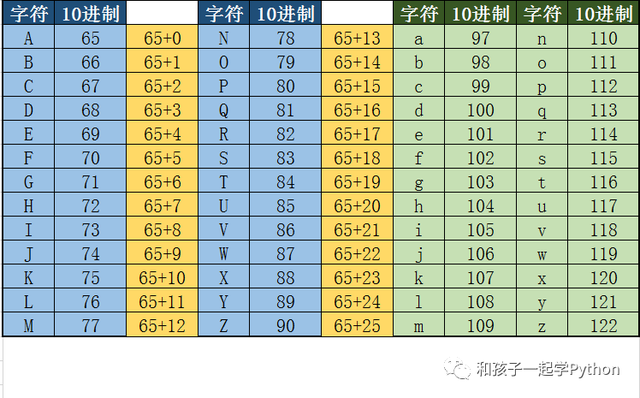 字符 10进制 字符 10进制 字符 10进制 字符 10进制
A 65 65+0 N 78 65+13 a 97 n 110
B 66 65+1 O 79 65+14 b 98 o 111
C 67 65+2 P 80 65+15 c 99 p 112
D 68 65+3 Q 81 65+16 d 100 q 113
E 69 65+4 R 82 65+17 e 101 r 114
F 70 65+5 S 83 65+18 f 102 s 115
G 71 65+6 T 84 65+19 g 103 t 116
H 72 65+7 U 85 65+20 h 104 u 117
I 73 65+8 V 86 65+21 i 105 v 118
J 74 65+9 W 87 65+22 j 106 w 119
K 75 65+10 X 88 65+23 k 107 x 120
L 76 65+11 Y 89 65+24 l 108 y 121
M 77 65+12 Z 90 65+25 m 109 z 122
和孩子一起学Python